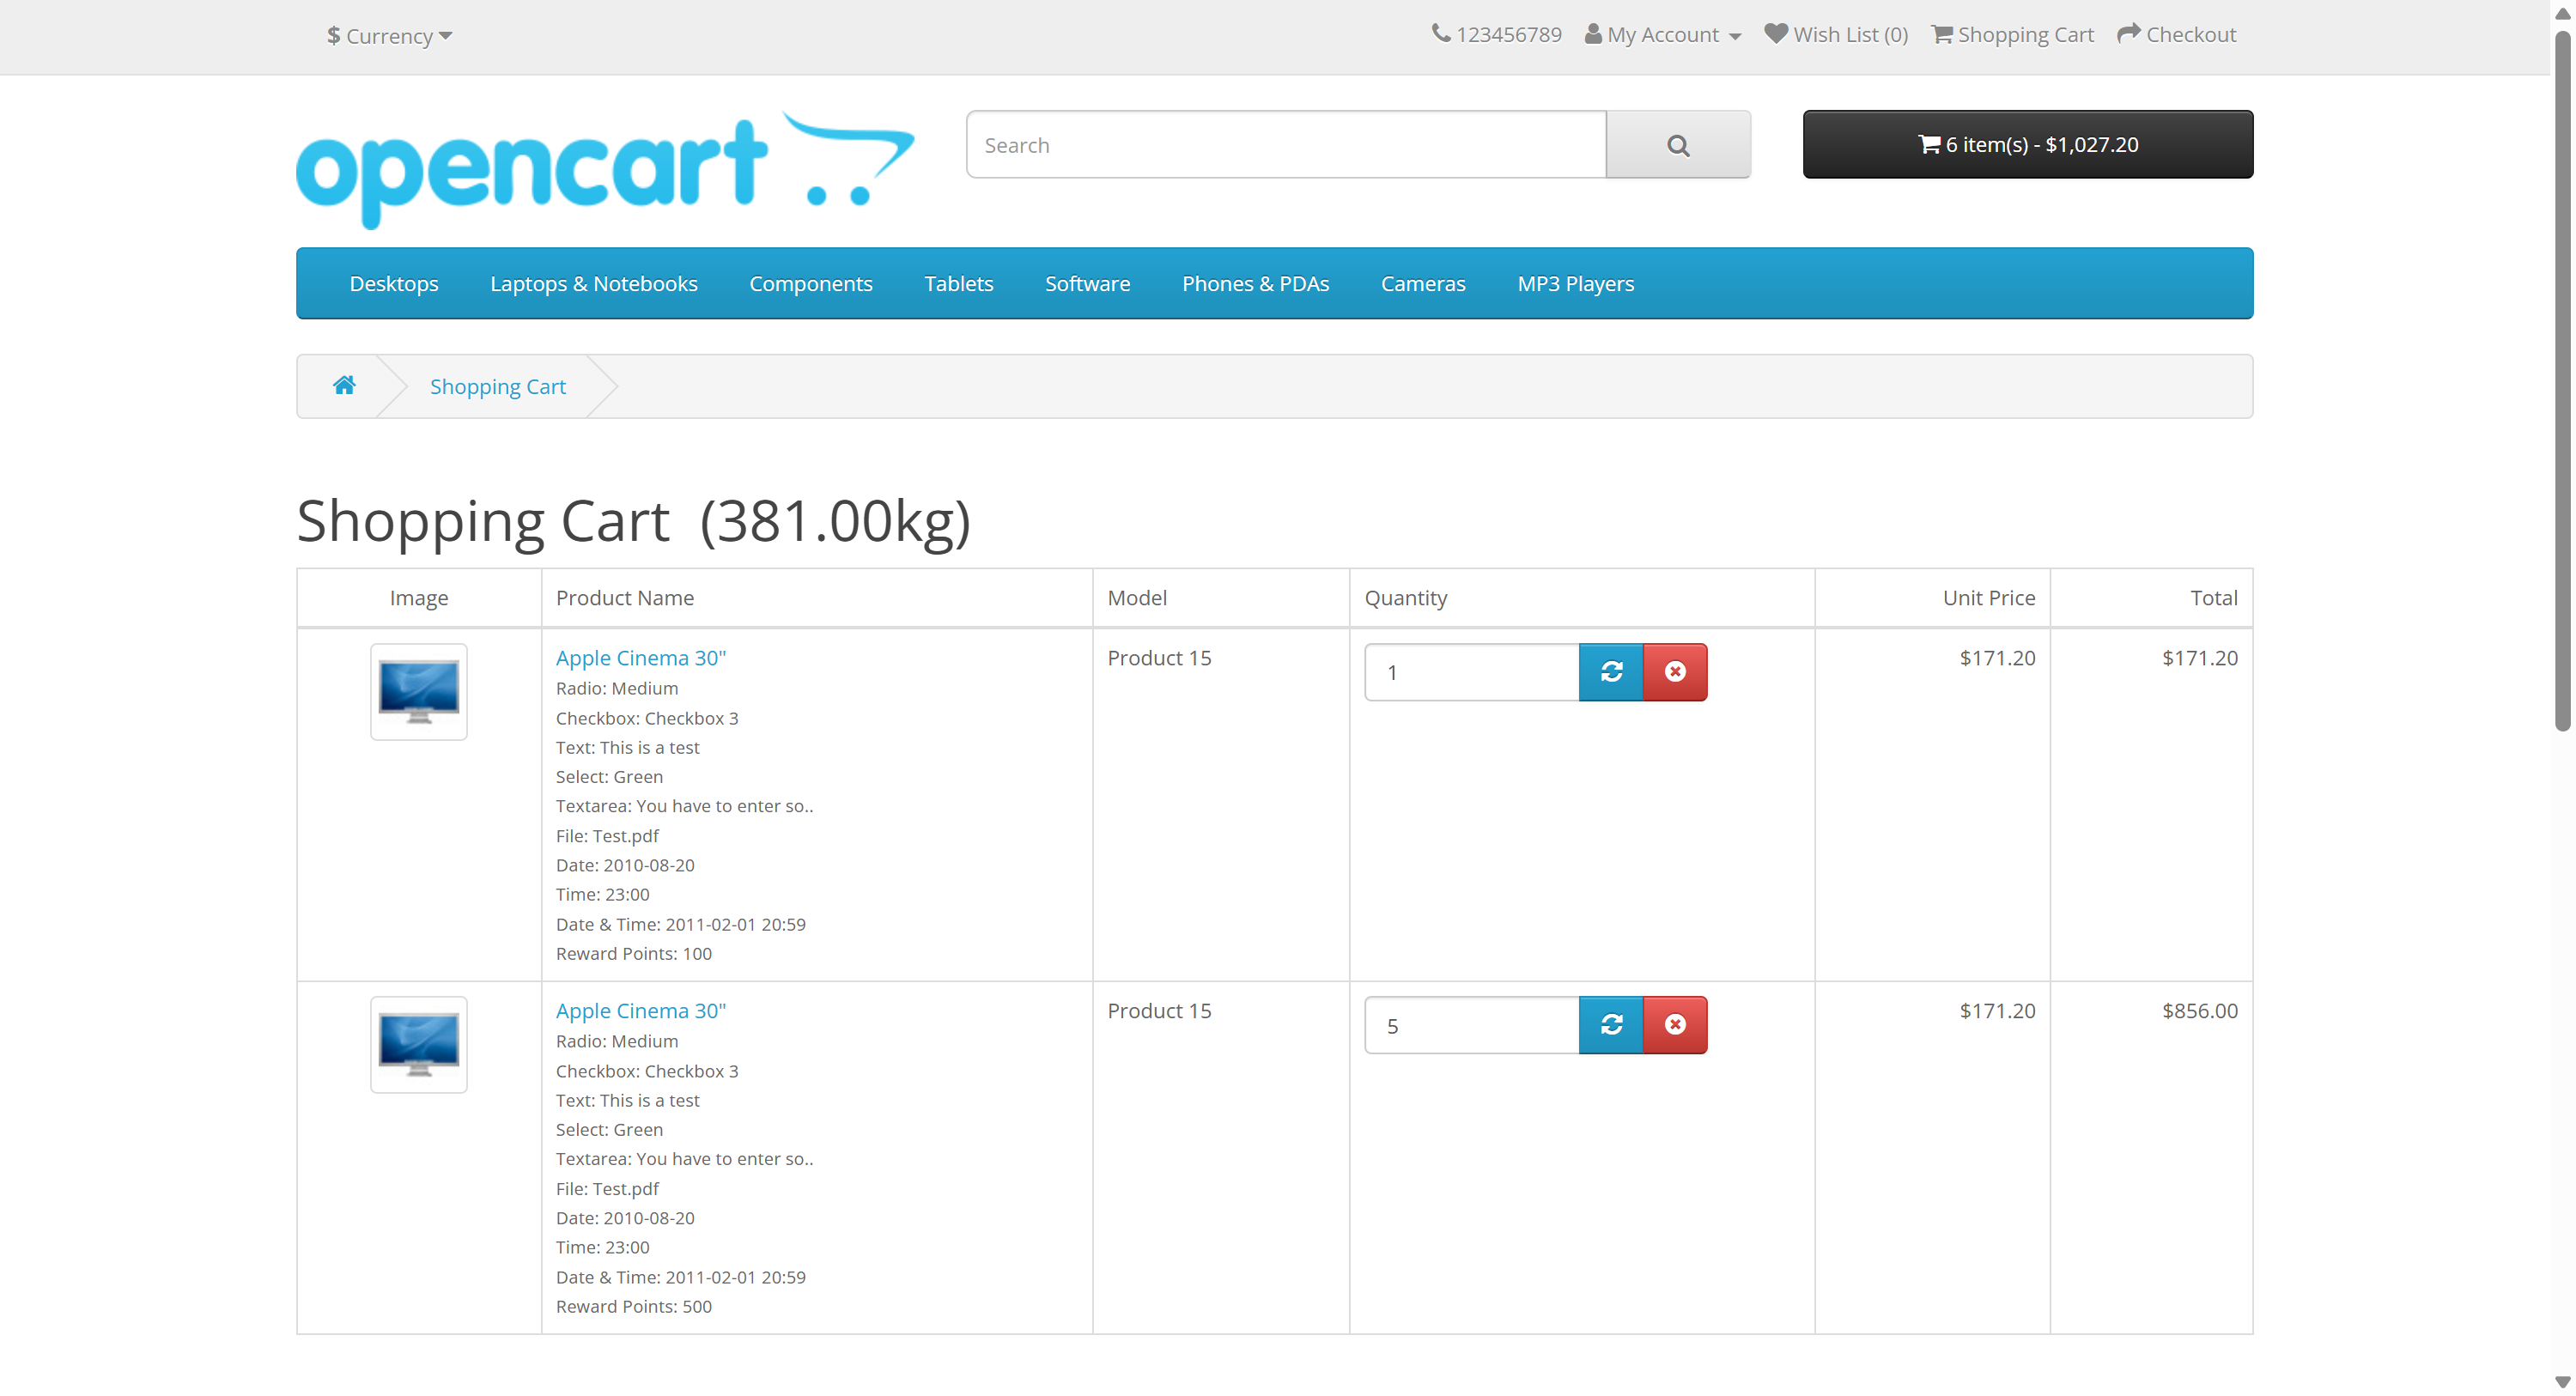 $ Currency
123456789 My Account Wish List (0) Shopping Cart Checkout
opencart
Search
6 item(s) - $1,027.20
Desktops Laptops & Notebooks Components Tablets Software Phones & PDAs Cameras MP3 Players
Shopping Cart
Shopping Cart (381.00kg)
Image Product Name Model Quantity Unit Price Total
Apple Cinema 30" Product 15 1 $171.20 $171.20
Radio: Medium
Checkbox: Checkbox 3
Text: This is a test
Select: Green
Textarea: You have to enter so..
File: Test.pdf
Date: 2010-08-20
Time: 23:00
Date & Time: 2011-02-01 20:59
Reward Points: 100
Apple Cinema 30" Product 15 5 $171.20 $856.00
Radio: Medium
Checkbox: Checkbox 3
Text: This is a test
Select: Green
Textarea: You have to enter so..
File: Test.pdf
Date: 2010-08-20
Time: 23:00
Date & Time: 2011-02-01 20:59
Reward Points: 500